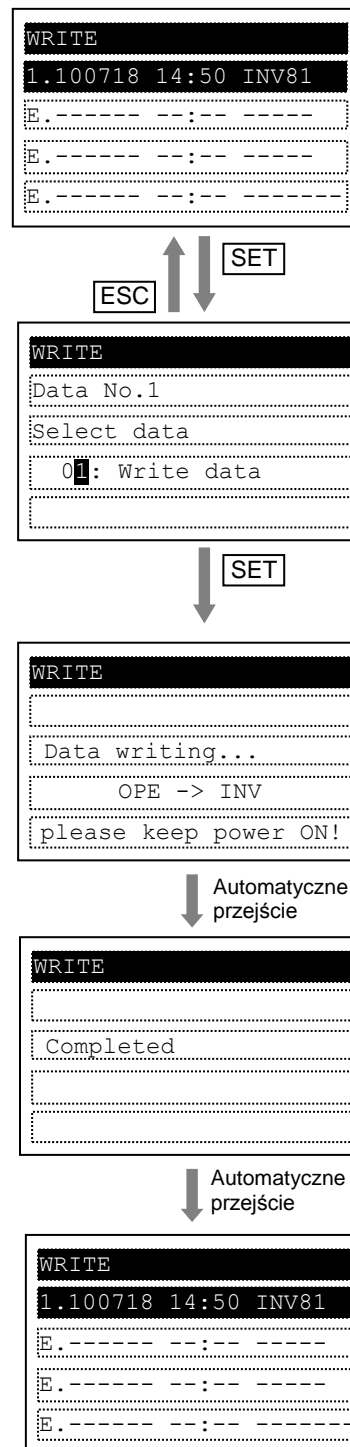 WRITE
1.100718 14:50 INV81
E.------ --:-- -----
E.------ --:-- -----
E.------ --:-- -------
SET
ESC
WRITE
Data No.1
Select data
01: Write data
SET
WRITE
Data writing...
OPE -> INV
please keep power ON!
Automatyczne
przejście
WRITE
Completed
Automatyczne
przejście
WRITE
1.100718 14:50 INV81
E.------ --:-- -----
E.------ --:-- -----
E.------ --:-- -------